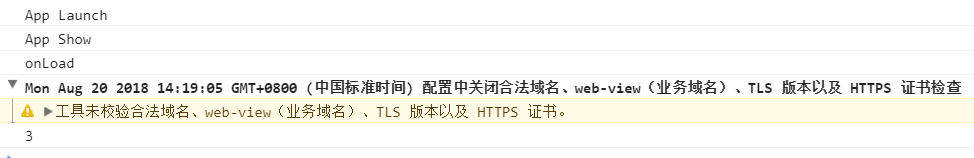 App Launch
App Show
onLoad
Mon Aug 20 2018 14:19:05 GMT+0800 (中国标准时间) 配置中关闭合法域名、web-view（业务域名）、TLS 版本以及 HTTPS 证书检查
工具未校验合法域名、web-view（业务域名）、TLS 版本以及 HTTPS 证书。
3